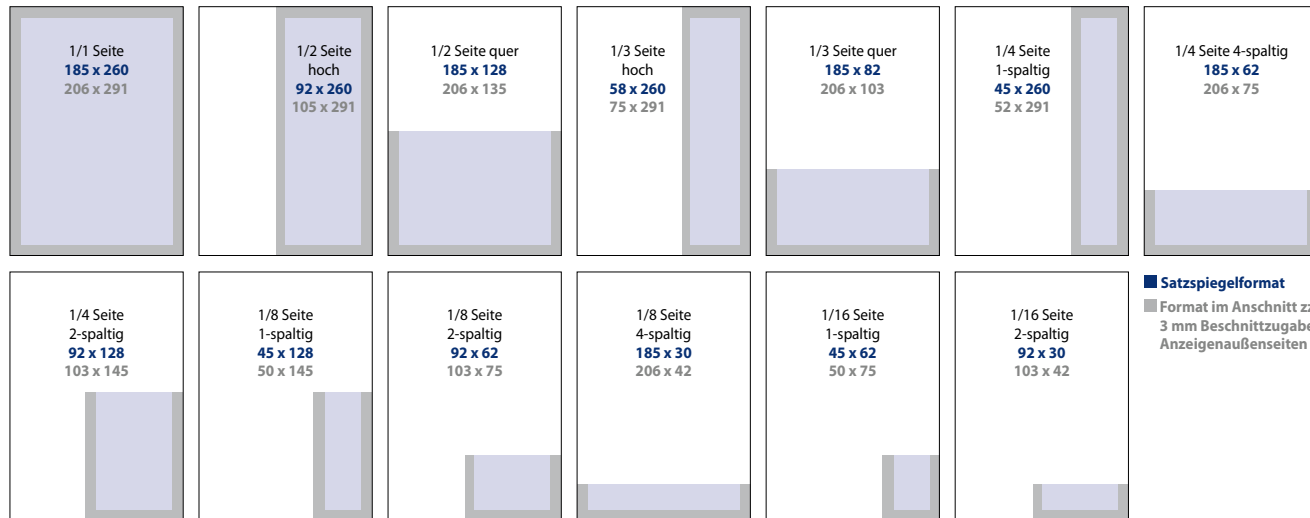 1/1 Seite
185 x 260
206 x 291
1/2 Seite
hoch
92 x 260
105 x 291
1/2 Seite quer
185 x 128
206 x 135
1/3 Seite
hoch
58 x 260
75 x 291
1/3 Seite quer
185 x 82
206 x 103
1/4 Seite
1-spaltig
45 x 260
52 x 291
1/4 Seite 4-spaltig
185 x 62
206 x 75
1/4 Seite
2-spaltig
92 x 128
103 x 145
1/8 Seite
1-spaltig
45 x 128
50 x 145
1/8 Seite
2-spaltig
92 x 62
103 x 75
1/8 Seite
4-spaltig
185 x 30
206 x 42
1/16 Seite
1-spaltig
45 x 62
50 x 75
1/16 Seite
2-spaltig
92 x 30
103 x 42
Satzspiegelformat
Format im Anschnitt
3 mm Beschnittzugabe
Anzeigenaußenseiten